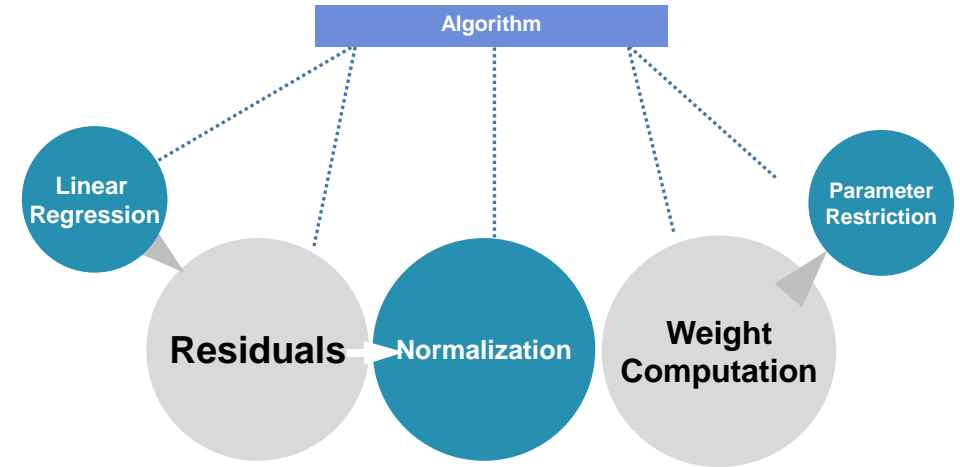 Algorithm
Linear
Regression
Residuals
Normalization
Weight
Computation
Parameter
Restriction